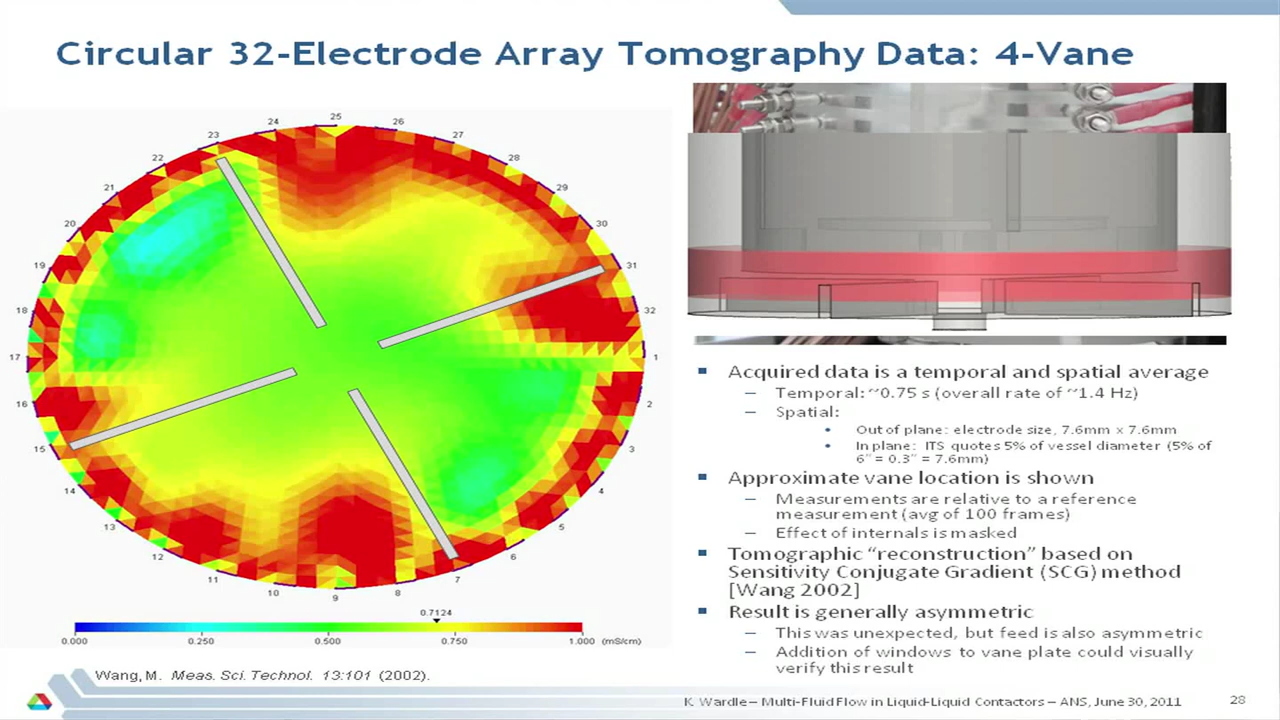 Circular 32-Electrode Array Tomography Data: 4-Vane
25
24
26
23
27
22
28
21
29
20
30
19
31
18
32
17
1
16
2
15
3
14
4
13
5
12
6
11
7
10
8
9
0.7124
0.000
0.250
0.500
0.750
1.000 (mS/cm)
Wang, M. Meas. Sci. Technol. 13:101 (2002).
Acquired data is a temporal and spatial average
– Temporal: ~0.75 s (overall rate of ~1.4 Hz)
– Spatial:
• Out of plane: electrode size, 7.6mm x 7.6mm
• In plane: ITS quotes 5% of vessel diameter (5% of
6" = 0.3" = 7.6mm)
Approximate vane location is shown
– Measurements are relative to a reference
measurement (avg of 100 frames)
– Effect of internals is masked
Tomographic “reconstruction” based on
Sensitivity Conjugate Gradient (SCG) method
[Wang 2002]
Result is generally asymmetric
– This was unexpected, but feed is also asymmetric
– Addition of windows to vane plate could visually
verify this result
K. Wardle – Multi-Fluid Flow in Liquid-Liquid Contactors – ANS, June 30, 2011
28